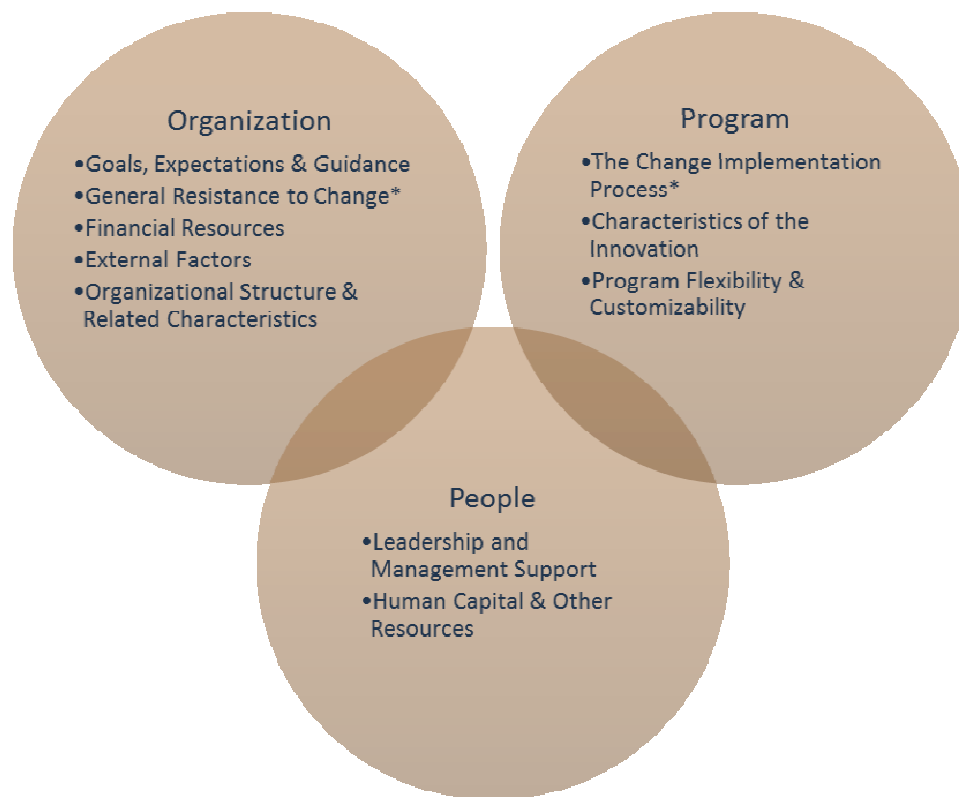 Organization
•Goals, Expectations & Guidance
•General Resistance to Change*
•Financial Resources
•External Factors
•Organizational Structure &
Related Characteristics
Program
•The Change Implementation
Process*
•Characteristics of the
Innovation
•Program Flexibility &
Customizability
People
•Leadership and
Management Support
•Human Capital & Other
Resources